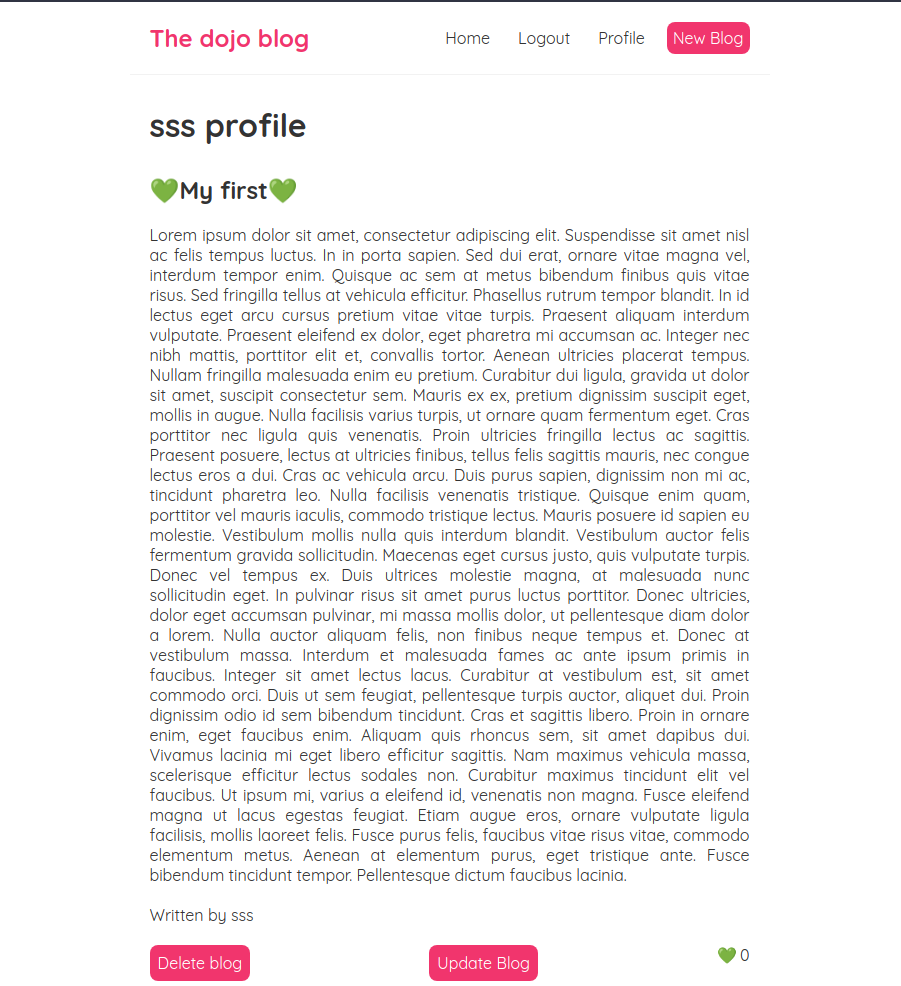 The dojo blog
Home Logout Profile New Blog
sss profile
💚My first💚
Lorem ipsum dolor sit amet, consectetur adipiscing elit. Suspendisse sit amet nisl
ac felis tempus luctus. In in porta sapien. Sed dui erat, ornare vitae magna vel,
interdum tempor enim. Quisque ac sem at metus bibendum finibus quis vitae
risus. Sed fringilla tellus at vehicula efficitur. Phasellus rutrum tempor blandit. In id
lectus eget arcu cursus pretium vitae vitae turpis. Praesent aliquam interdum
vulputate. Praesent eleifend ex dolor, eget pharetra mi accumsan ac. Integer nec
nibh mattis, porttitor elit et, convallis tortor. Aenean ultricies placerat tempus.
Nullam fringilla malesuada enim eu pretium. Curabitur dui ligula, gravida ut dolor
sit amet, suscipit consectetur sem. Mauris ex ex, pretium dignissim suscipit eget,
mollis in augue. Nulla facilisis varius turpis, ut ornare quam fermentum eget. Cras
porttitor nec ligula quis venenatis. Proin ultricies fringilla lectus ac sagittis.
Praesent posuere, lectus at ultricies finibus, tellus felis sagittis mauris, nec congue
lectus eros a dui. Cras ac vehicula arcu. Duis purus sapien, dignissim non mi ac,
tincidunt pharetra leo. Nulla facilisis venenatis tristique. Quisque enim quam,
porttitor vel mauris iaculis, commodo tristique lectus. Mauris posuere id sapien eu
molestie. Vestibulum mollis nulla quis interdum blandit. Vestibulum auctor felis
fermentum gravida sollicitudin. Maecenas eget cursus justo, quis vulputate turpis.
Donec vel tempus ex. Duis ultrices molestie magna, at malesuada nunc
sollicitudin eget. In pulvinar risus sit amet purus luctus porttitor. Donec ultricies,
dolor eget accumsan pulvinar, mi massa mollis dolor, ut pellentesque diam dolor
a lorem. Nulla auctor aliquam felis, non finibus neque tempus et. Donec at
vestibulum massa. Interdum et malesuada fames ac ante ipsum primis in
faucibus. Integer sit amet lectus lacus. Curabitur at vestibulum est, sit amet
commodo orci. Duis ut sem feugiat, pellentesque turpis auctor, aliquet dui. Proin
dignissim odio id sem bibendum tincidunt. Cras et sagittis libero. Proin in ornare
enim, eget faucibus enim. Aliquam quis rhoncus sem, sit amet dapibus dui.
Vivamus lacinia mi eget libero efficitur sagittis. Nam maximus vehicula massa,
scelerisque efficitur lectus sodales non. Curabitur maximus tincidunt elit vel
faucibus. Ut ipsum mi, varius a eleifend id, venenatis non magna. Fusce eleifend
magna ut lacus egestas feugiat. Etiam augue eros, ornare vulputate ligula
facilisis, mollis laoreet felis. Fusce purus felis, faucibus vitae risus vitae, commodo
elementum metus. Aenean at elementum purus, eget tristique ante. Fusce
bibendum tincidunt tempor. Pellentesque dictum faucibus lacinia.
Written by sss
Delete blog Update Blog 💚 0